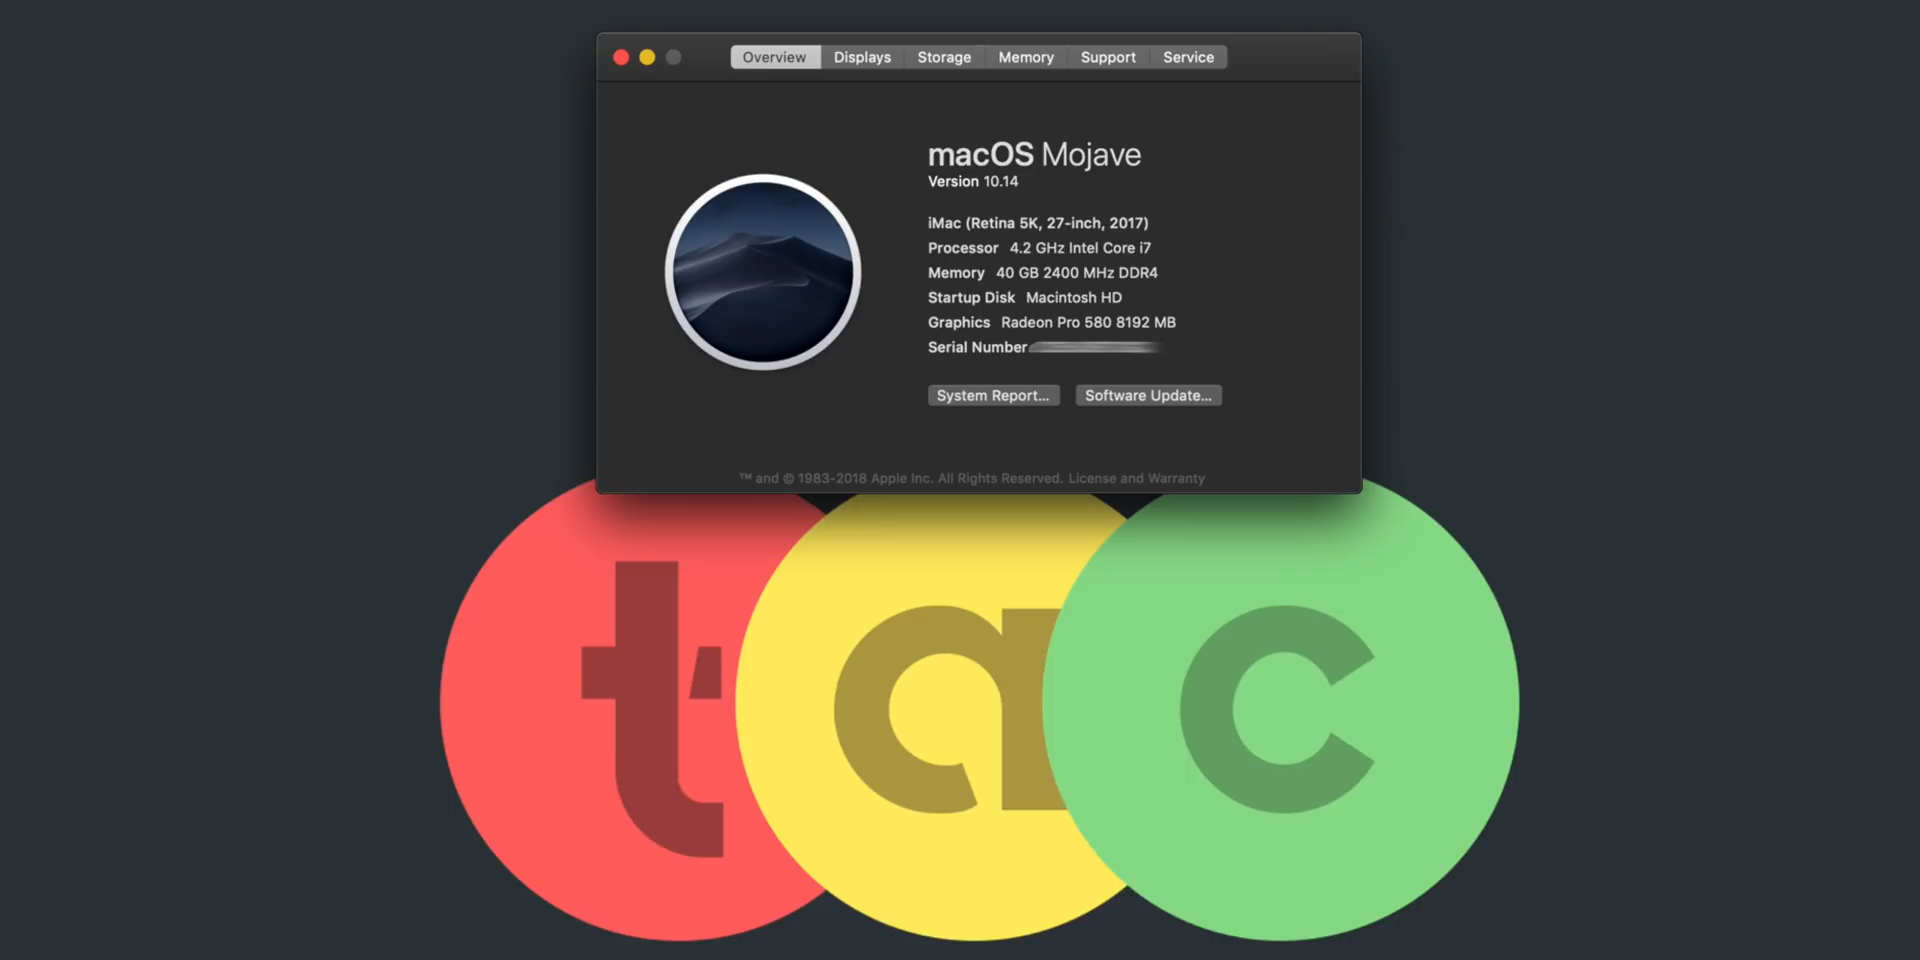 Overview Displays Storage Memory Support Service
macOS Mojave
Version 10.14
iMac (Retina 5K, 27-inch, 2017)
Processor 4.2 GHz Intel Core i7
Memory 40 GB 2400 MHz DDR4
Startup Disk Macintosh HD
Graphics Radeon Pro 580 8192 MB
Serial Number
System Report... Software Update...
™ and © 1983-2018 Apple Inc. All Rights Reserved. License and Warranty
tac